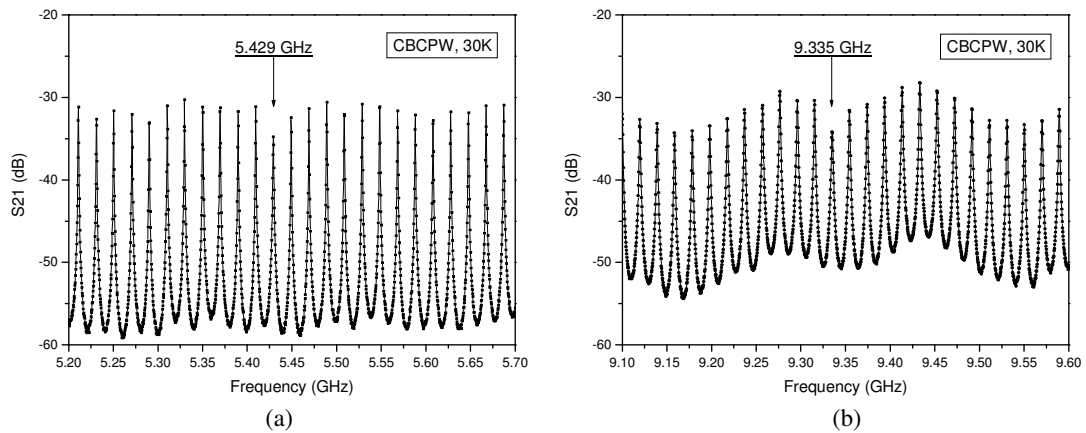 -20
-30
-40
-50
-60
S21 (dB)
5.429 GHz
CBCPW, 30K
5.20 5.25 5.30 5.35 5.40 5.45 5.50 5.55 5.60 5.65 5.70
Frequency (GHz)
(a)
-20
-30
-40
-50
-60
S21 (dB)
9.335 GHz
CBCPW, 30K
9.10 9.15 9.20 9.25 9.30 9.35 9.40 9.45 9.50 9.55 9.60
Frequency (GHz)
(b)